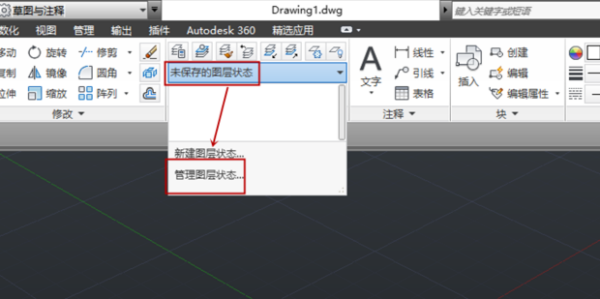 草图与注释 Drawing1.dwg 键入关键字或短语
数化 视图 管理 输出 插件 Autodesk 360 精选应用
移动 旋转 修剪 线性 创建
复制 镜像 圆角 未保存的图层状态 文字 引线 插入 编辑
拉伸 缩放 阵列 表格 编辑属性
修改 注释 块
新建图层状态...
管理图层状态...